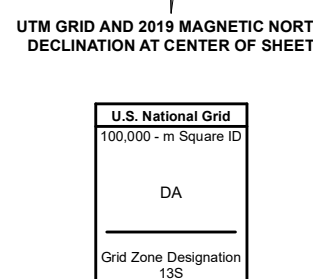 UTM GRID AND 2019 MAGNETIC NORT
DECLINATION AT CENTER OF SHEET
U.S. National Grid
100,000 - m Square ID
DA
Grid Zone Designation
13S